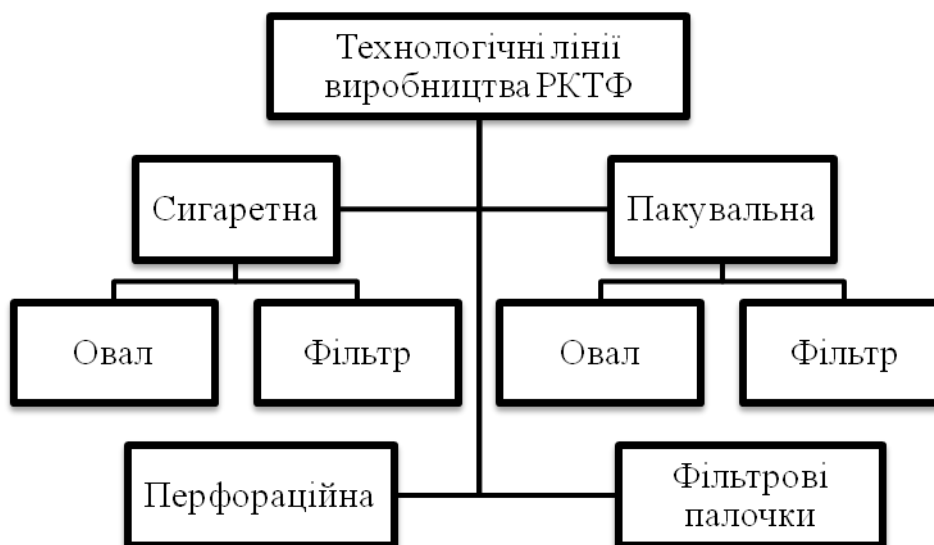 Технологічні лінії
виробництва РКТФ
Сигаретна
Пакувальна
Овал
Фільтр
Овал
Фільтр
Перфораційна
Фільтрові
палочки